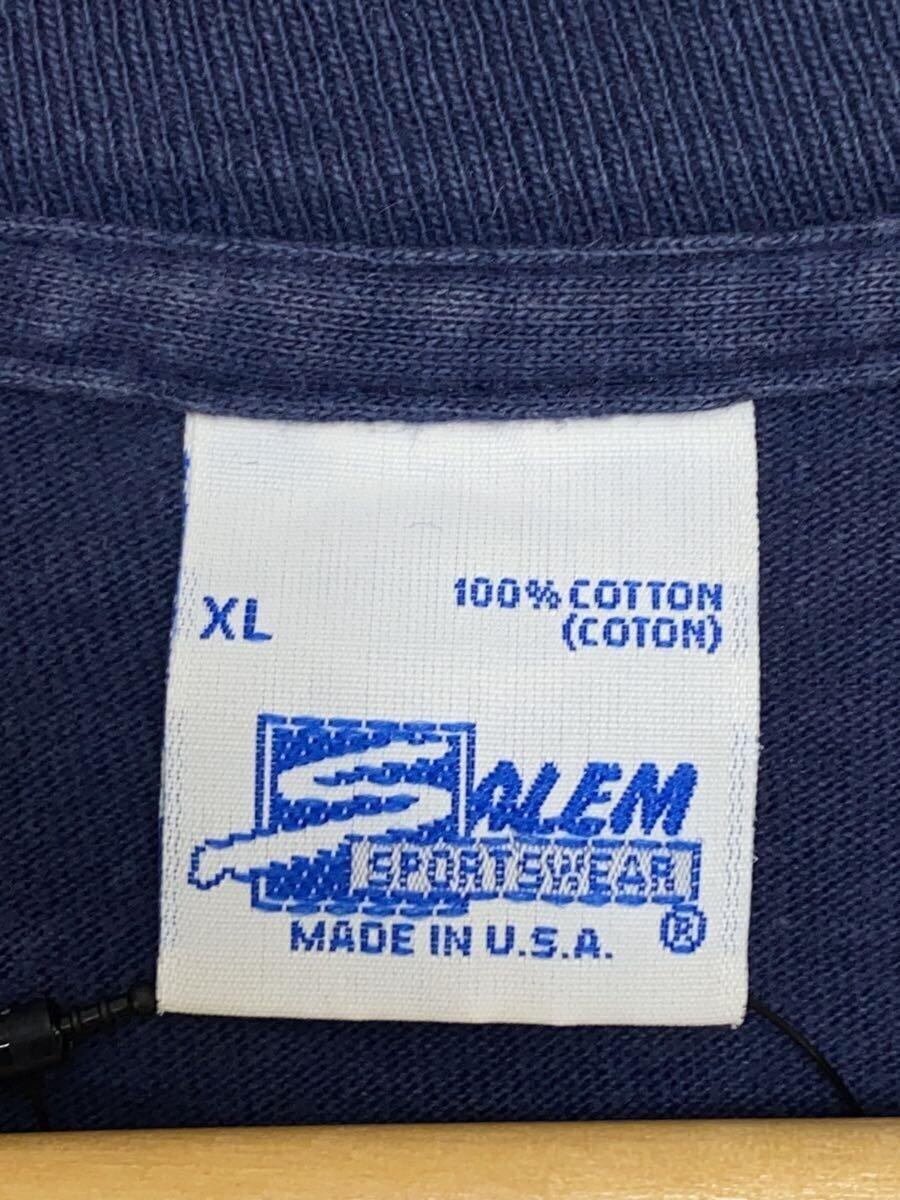 XL
100% COTTON
(COTON)
SALEM
SPORTSWEAR
®
MADE IN U.S.A.